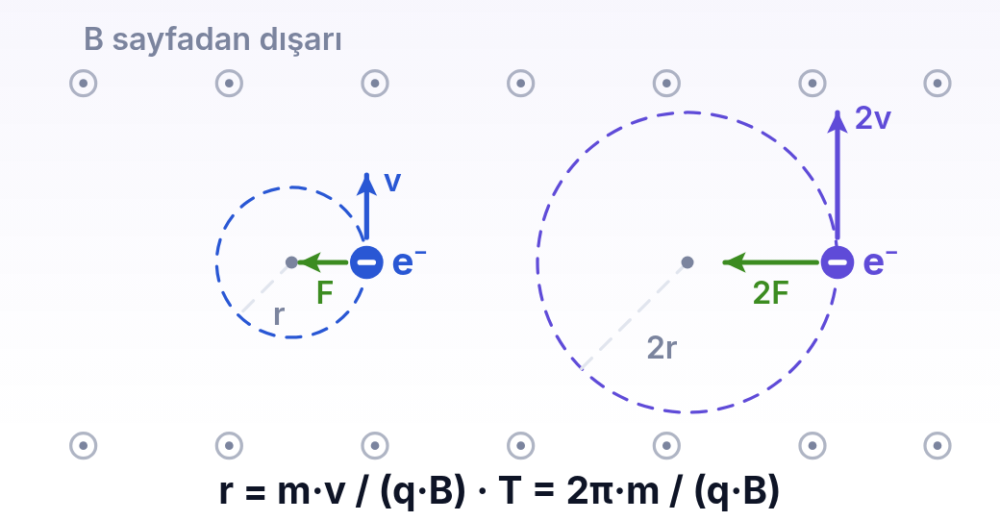 B sayfadan dışarı
2v
v
e⁻
e⁻
F
2F
r
2r
r = m·v / (q·B) · T = 2π·m / (q·B)